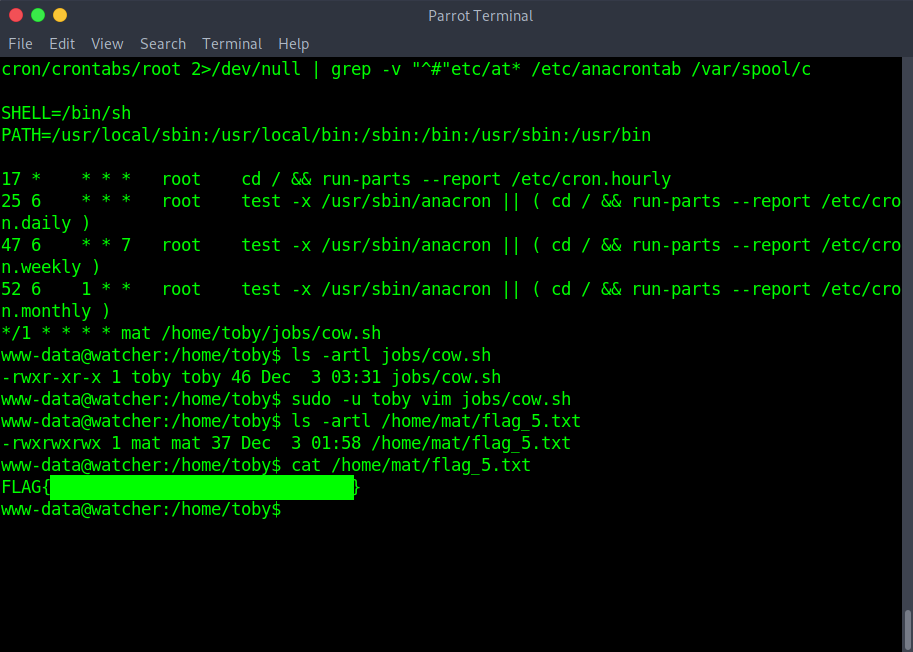 Parrot Terminal
File Edit View Search Terminal Help
cron/crontabs/root 2>/dev/null | grep -v "^#"etc/at* /etc/anacrontab /var/spool/c
SHELL=/bin/sh
PATH=/usr/local/sbin:/usr/local/bin:/sbin:/bin:/usr/sbin:/usr/bin
17 *    * * *   root    cd / && run-parts --report /etc/cron.hourly
25 6    * * *   root    test -x /usr/sbin/anacron || ( cd / && run-parts --report /etc/cro
n.daily )
47 6    * * 7   root    test -x /usr/sbin/anacron || ( cd / && run-parts --report /etc/cro
n.weekly )
52 6    1 * *   root    test -x /usr/sbin/anacron || ( cd / && run-parts --report /etc/cro
n.monthly )
*/1 * * * * mat /home/toby/jobs/cow.sh
www-data@watcher:/home/toby$ ls -artl jobs/cow.sh
-rwxr-xr-x 1 toby toby 46 Dec  3 03:31 jobs/cow.sh
www-data@watcher:/home/toby$ sudo -u toby vim jobs/cow.sh
www-data@watcher:/home/toby$ ls -artl /home/mat/flag_5.txt
-rwxrwxrwx 1 mat mat 37 Dec  3 01:58 /home/mat/flag_5.txt
www-data@watcher:/home/toby$ cat /home/mat/flag_5.txt
FLAG{}
www-data@watcher:/home/toby$